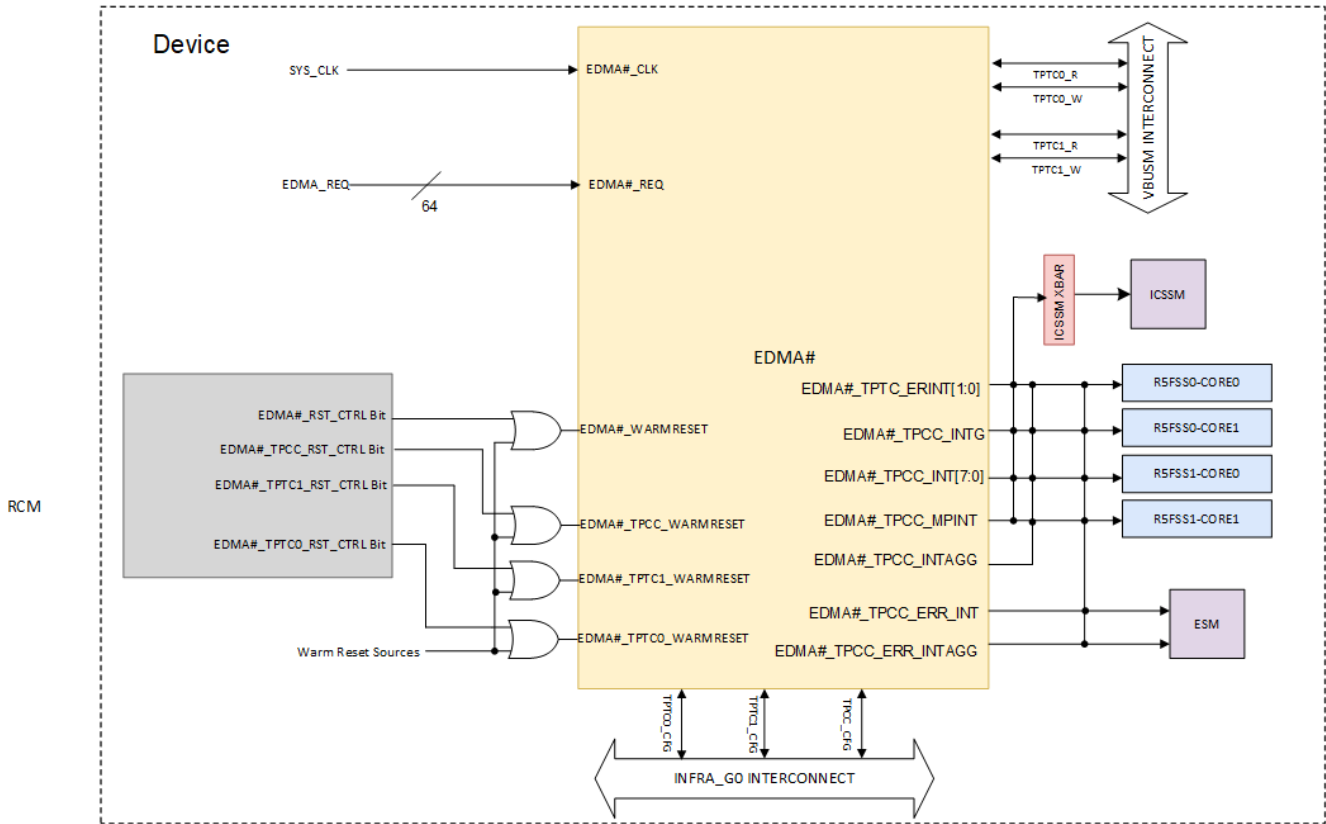 Device
SYS_CLK
EDMA#_CLK
TPTC0_R
TPTC0_W
TPTC1_R
TPTC1_W
VBUSM INTERCONNECT
EDMA_REQ
64
EDMA#_REQ
ICSSM XBAR
ICSSM
EDMA#
RCM
EDMA#_RST_CTRL Bit
EDMA#_TPCC_RST_CTRL Bit
EDMA#_TPTC1_RST_CTRL Bit
EDMA#_TPTC0_RST_CTRL Bit
Warm Reset Sources
EDMA#_WARMRESET
EDMA#_TPCC_WARMRESET
EDMA#_TPTC1_WARMRESET
EDMA#_TPTC0_WARMRESET
EDMA#_TPTC_ERINT[1:0]
EDMA#_TPCC_INTG
EDMA#_TPCC_INT[7:0]
EDMA#_TPCC_MPINT
EDMA#_TPCC_INTAGG
EDMA#_TPCC_ERR_INT
EDMA#_TPCC_ERR_INTAGG
R5FSS0-CORE0
R5FSS0-CORE1
R5FSS1-CORE0
R5FSS1-CORE1
ESM
TPTC0_CFG
TPTC1_CFG
TPCC_CFG
INFRA_G0 INTERCONNECT